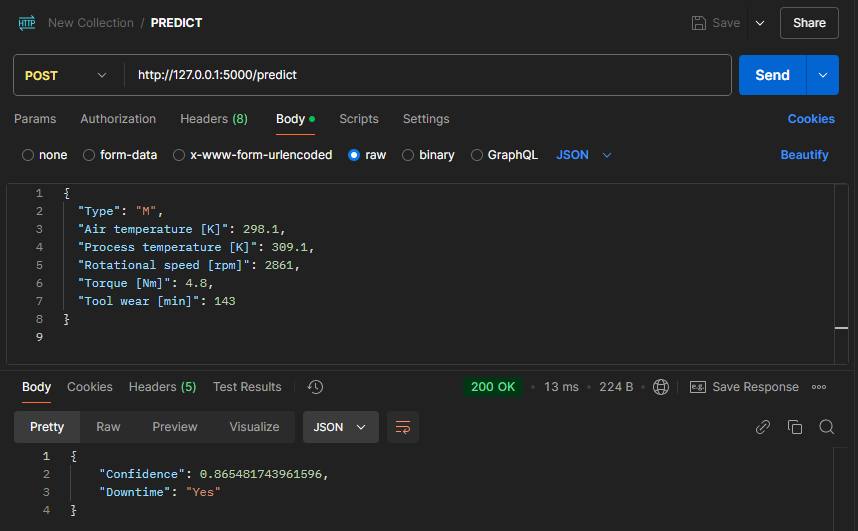 HTTP New Collection / PREDICT Save Share
POST http://127.0.0.1:5000/predict Send
Params Authorization Headers (8) Body Scripts Settings Cookies
none form-data x-www-form-urlencoded raw binary GraphQL JSON Beautify
1 {
2 "Type": "M",
3 "Air temperature [K]": 298.1,
4 "Process temperature [K]": 309.1,
5 "Rotational speed [rpm]": 2861,
6 "Torque [Nm]": 4.8,
7 "Tool wear [min]": 143
8 }
9
Body Cookies Headers (5) Test Results 200 OK • 13 ms • 224 B e.g. Save Response
Pretty Raw Preview Visualize JSON
1 {
2 "Confidence": 0.865481743961596,
3 "Downtime": "Yes"
4 }